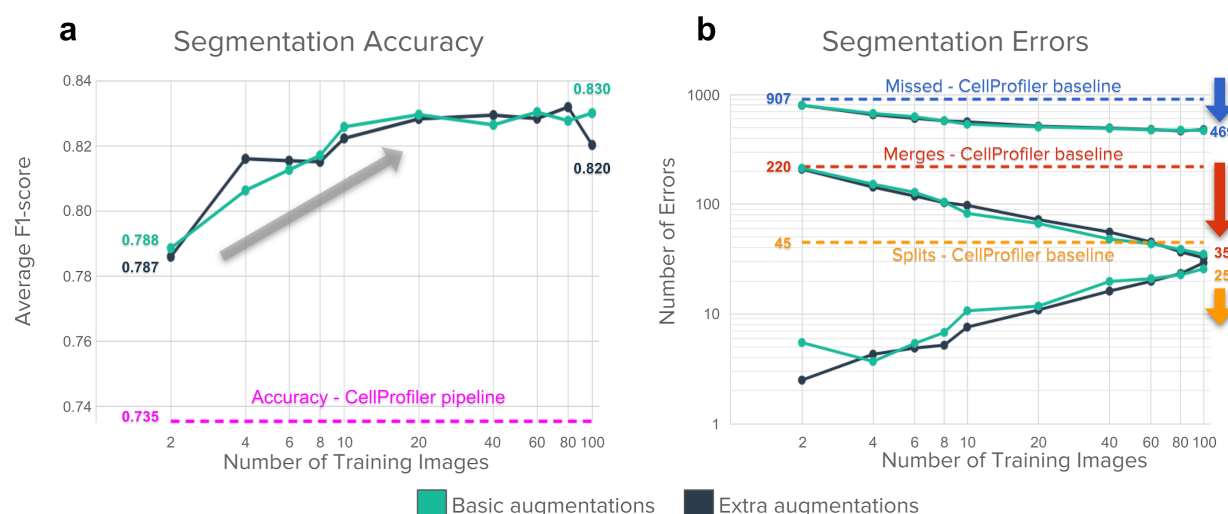 a
Segmentation Accuracy
0.84
0.82
0.80
0.78
0.76
0.74
Average F1-score
0.830
0.820
0.788
0.787
Accuracy - CellProfiler pipeline
0.735
2 4 6 8 10 20 40 60 80 100
Number of Training Images
b
Segmentation Errors
1000
100
10
1
Number of Errors
Missed - CellProfiler baseline
907
469
Merges - CellProfiler baseline
220
45
Splits - CellProfiler baseline
35
25
2 4 6 8 10 20 40 60 80 100
Number of Training Images
Basic augmentations Extra augmentations